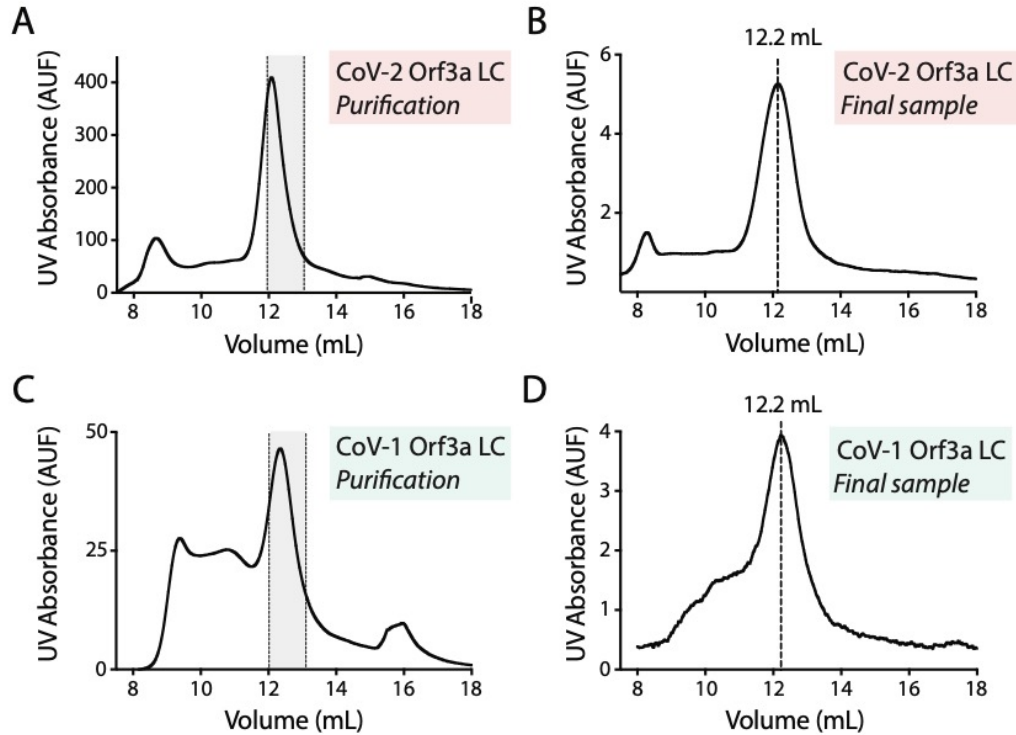 A
UV Absorbance (AUF)
400
300
200
100
0
8 10 12 14 16 18
Volume (mL)
CoV-2 Orf3a LC
Purification
B
12.2 mL
UV Absorbance (AUF)
6
4
2
8 10 12 14 16 18
Volume (mL)
CoV-2 Orf3a LC
Final sample
C
UV Absorbance (AUF)
50
25
0
8 10 12 14 16 18
Volume (mL)
CoV-1 Orf3a LC
Purification
D
12.2 mL
UV Absorbance (AUF)
4
3
2
1
0
8 10 12 14 16 18
Volume (mL)
CoV-1 Orf3a LC
Final sample